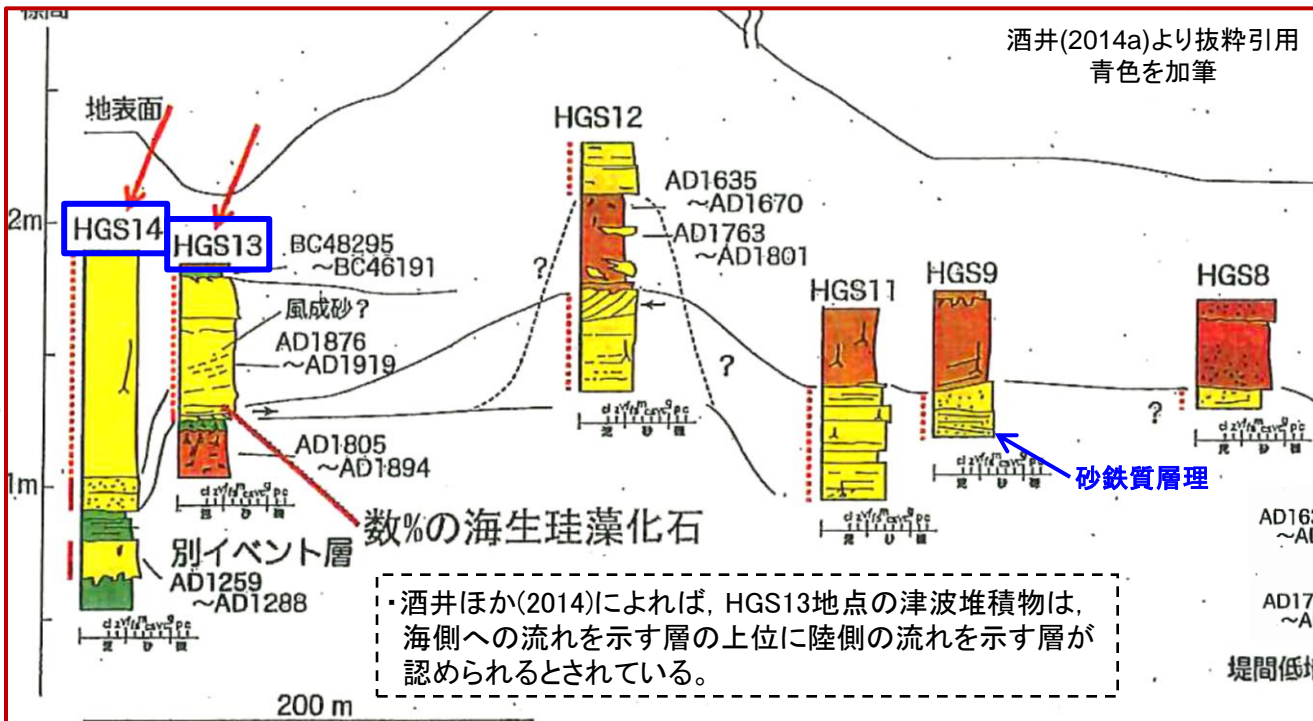 酒井(2014a)より抜粋引用
青色を加筆
標高
地表面
2m
1m
HGS14
HGS13
BC48295
～BC46191
風成砂？
AD1876
～AD1919
AD1805
～AD1894
数%の海生珪藻化石
別イベント層
AD1259
～AD1288
HGS12
AD1635
～AD1670
AD1763
～AD1801
?
?
?
HGS11
HGS9
HGS8
砂鉄質層理
・酒井ほか(2014)によれば，HGS13地点の津波堆積物は，
海側への流れを示す層の上位に陸側の流れを示す層が
認められるとされている。
200 m